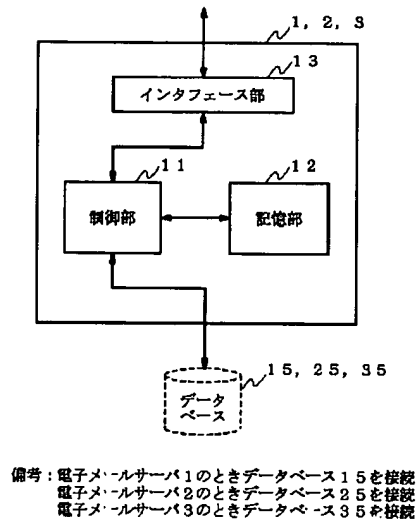 1, 2, 3
13
インタフェース部
11
12
制御部
記憶部
15, 25, 35
データ
ベース
備考:電子メールサーバ1のときデータベース15を接続
電子メールサーバ2のときデータベース25を接続
電子メールサーバ3のときデータベース35を接続